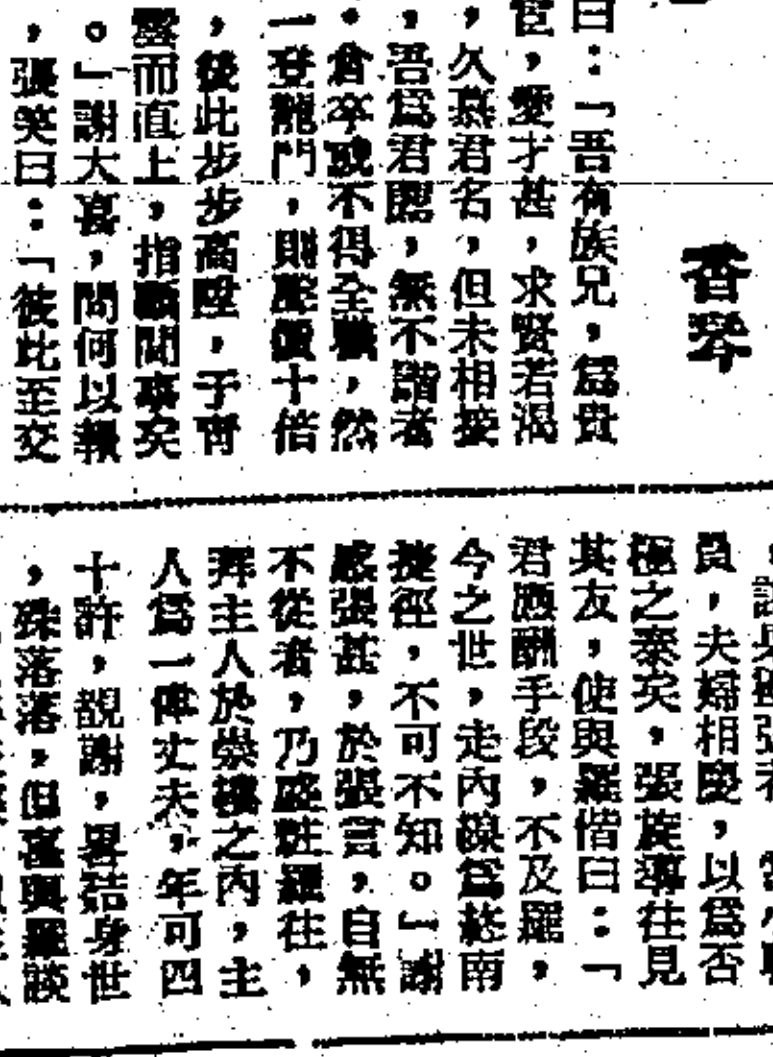 香琴
曰：「吾有族兄，爲貴
宦，愛才甚，求賢若渴
，久慕君名，但未相接
，吾爲君謁，無不諧者
。倉卒或不得全職，然
一登龍門，則聲價十倍
，從此步步高陞，于青
雲而直上，指顧間事矣
。」謝大喜，問何以報
，張笑曰：「彼此至交
員，夫婦相慶，以爲否
極之泰矣，張旋導往見
其友，使與羅偕曰：「
君應酬手段，不及羅，
今之世，走內線爲終南
捷徑，不可不知。」謝
感張甚，於張言，自無
不從者，乃盛粧羅往，
拜主人於崇樓之內，主
人爲一偉丈夫，年可四
十許，覩謝，畧詰身世
，殊落落，但喜與羅談